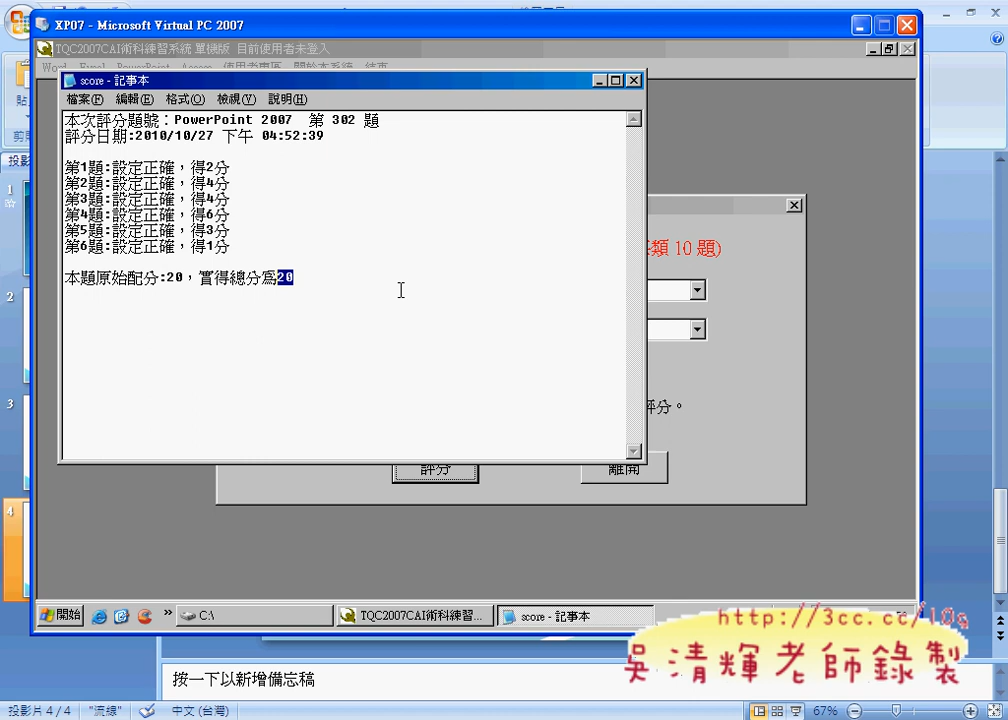 XP07 - Microsoft Virtual PC 2007
TQC2007CAI術科練習系統 單機版 目前使用者未登入
score - 記事本
檔案(F) 編輯(E) 格式(O) 檢視(V) 說明(H)
本次評分題號：PowerPoint 2007 第 302 題
評分日期:2010/10/27 下午 04:52:39
第1題:設定正確，得2分
第2題:設定正確，得4分
第3題:設定正確，得4分
第4題:設定正確，得6分
第5題:設定正確，得3分
第6題:設定正確，得1分
本題原始配分:20，實得總分為20
類 10 題)
評分。
評分
離開
1
2
3
4
開始
C:\
TQC2007CAI術科練習...
score - 記事本
http://3cc.cc/10g
吳清輝老師錄製
按一下以新增備忘稿
投影片 4 / 4 "流線" 中文 (台灣) 67%